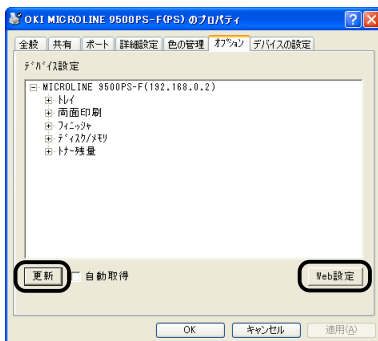 OKI MICROLINE 9500PS-F(PS) のプロパティ
全般 共有 ポート 詳細設定 色の管理 オプション デバイスの設定
デバイス設定
MICROLINE 9500PS-F(192.168.0.2)
トレイ
両面印刷
フィニッシャ
ディスク/メモリ
トナー残量
更新 自動取得 Web設定
OK キャンセル 適用(A)